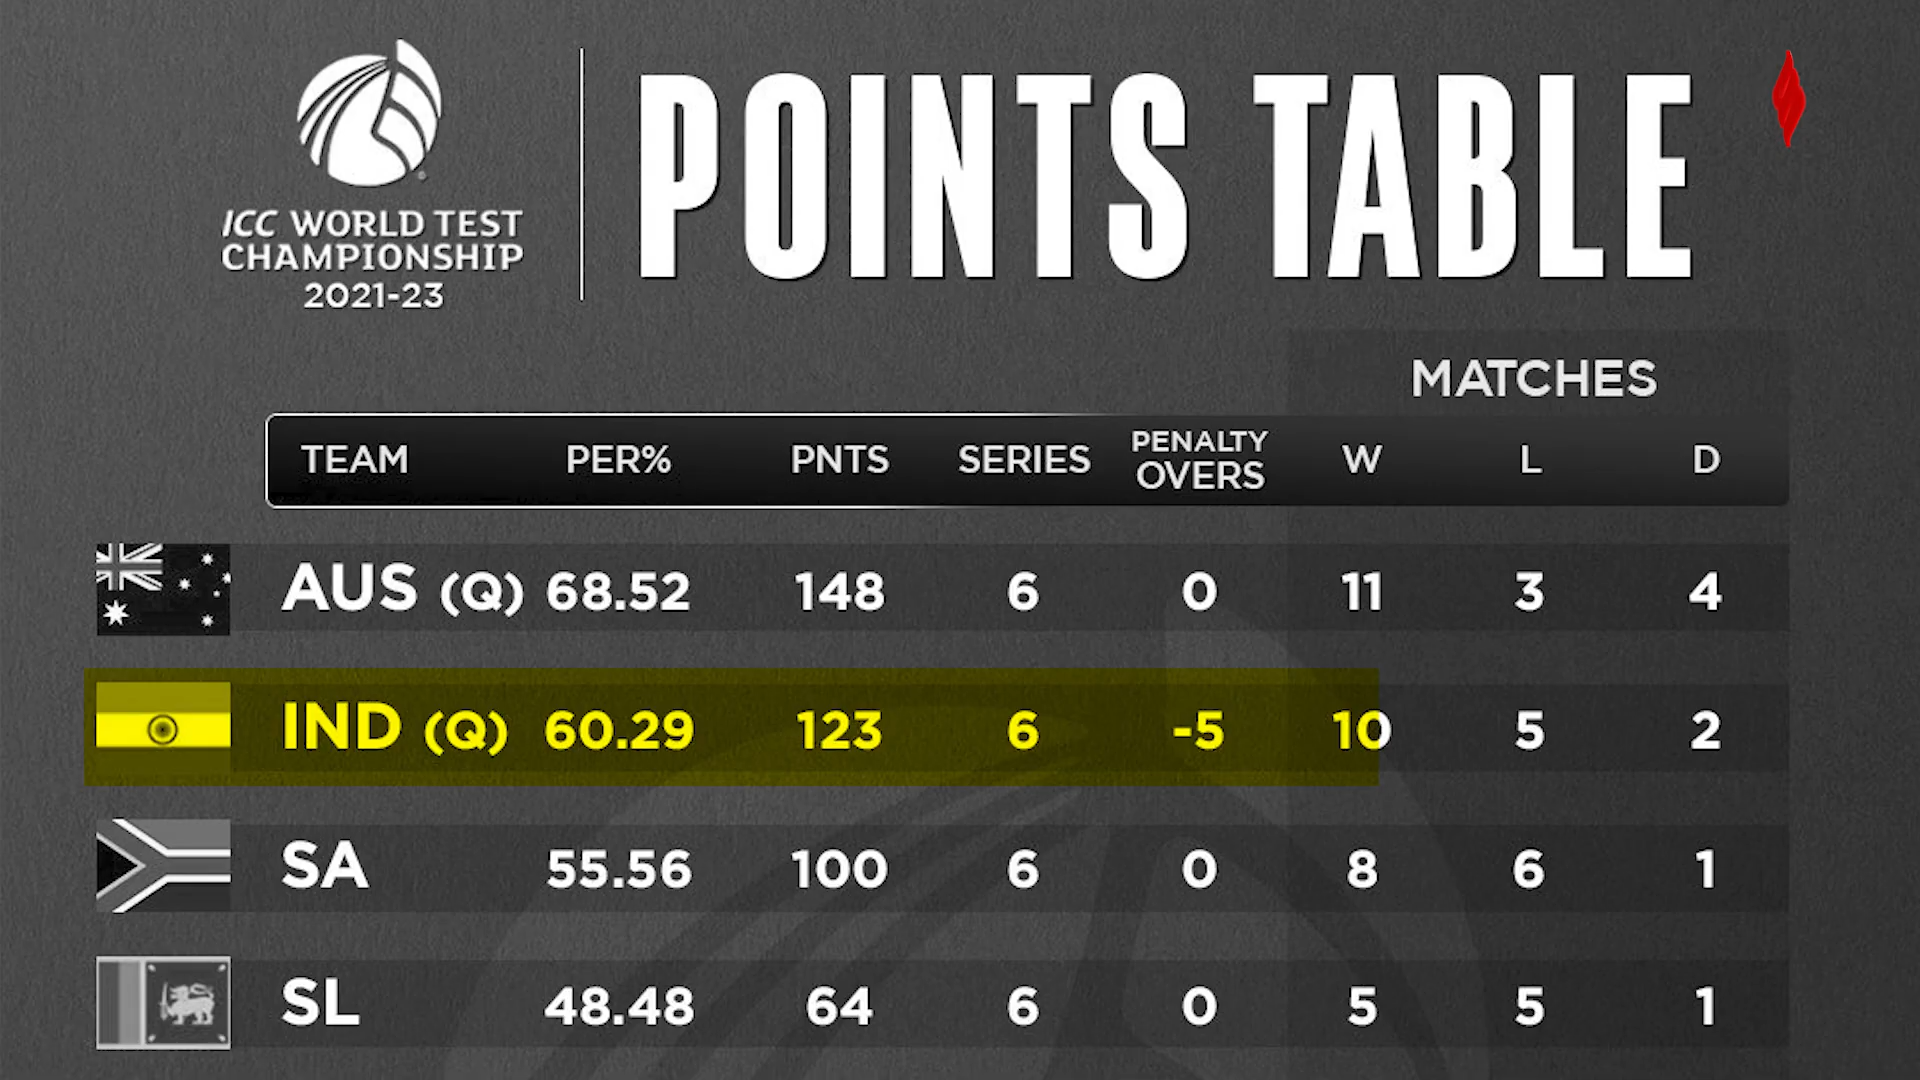 ICC WORLD TEST
CHAMPIONSHIP
2021-23
POINTS TABLE
MATCHES
TEAM PER% PNTS SERIES PENALTY OVERS W L D
AUS (Q) 68.52 148 6 0 11 3 4
IND (Q) 60.29 123 6 -5 10 5 2
SA 55.56 100 6 0 8 6 1
SL 48.48 64 6 0 5 5 1